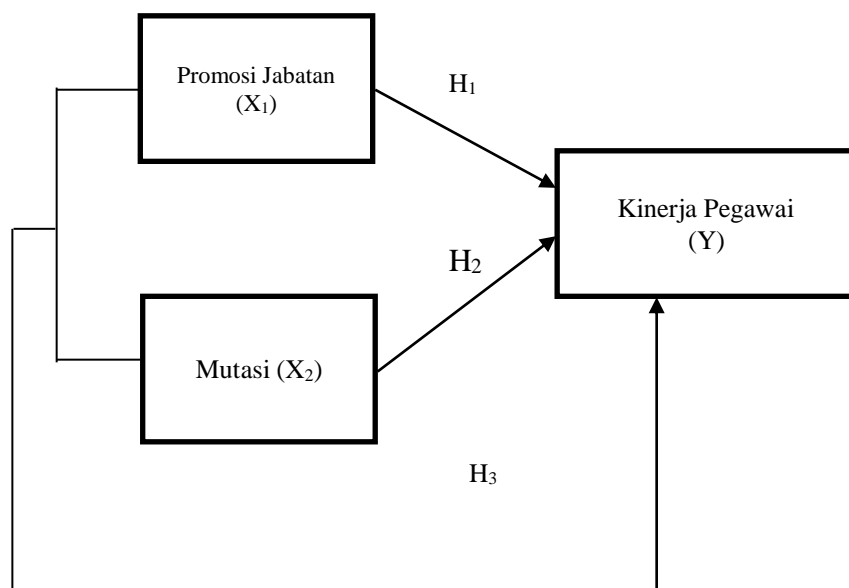 Promosi Jabatan
(X₁)
H₁
Kinerja Pegawai
(Y)
H₂
Mutasi (X₂)
H₃